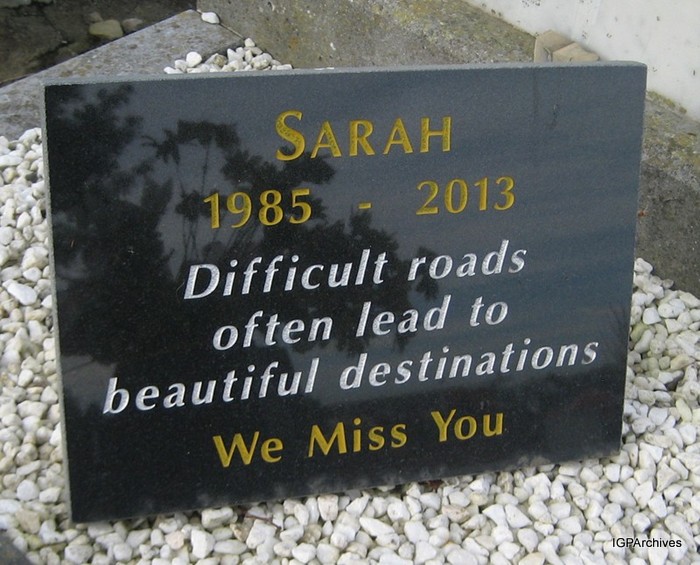 SARAH
1985 - 2013
Difficult roads
often lead to
beautiful destinations
We Miss You
IGPArchives